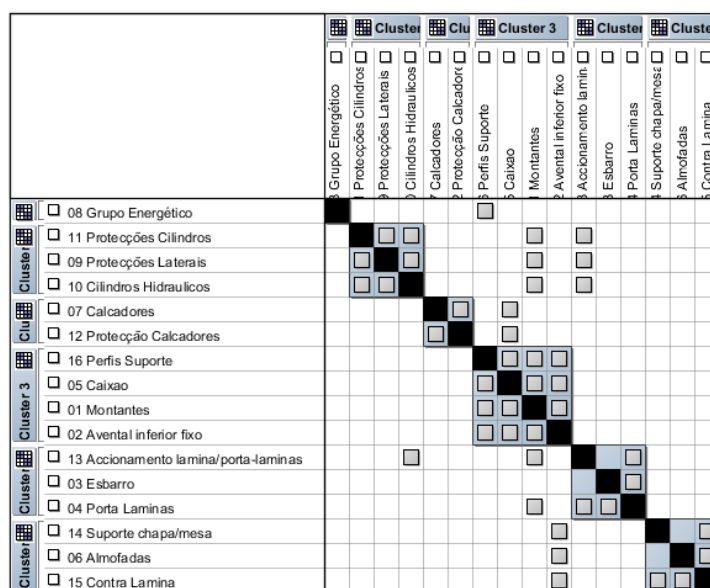 Cluster
Clu
Cluster 3
Cluster
Cluste
Grupo Energético
Protecções Cilindros
Protecções Laterais
Cilindros Hidraulicos
Calcadores
Protecção Calcadore
Perfis Suporte
Caixao
Montantes
Avental inferior fixo
Accionamento lamin
Esbarro
Porta Laminas
Suporte chapa/mesa
Almofadas
Contra Lamina
08 Grupo Energético
Cluster
11 Protecções Cilindros
09 Protecções Laterais
10 Cilindros Hidraulicos
Clu
07 Calcadores
12 Protecção Calcadores
Cluster 3
16 Perfis Suporte
05 Caixao
01 Montantes
02 Avental inferior fixo
Cluster
13 Accionamento lamina/porta-laminas
03 Esbarro
04 Porta Laminas
Cluster
14 Suporte chapa/mesa
06 Almofadas
15 Contra Lamina